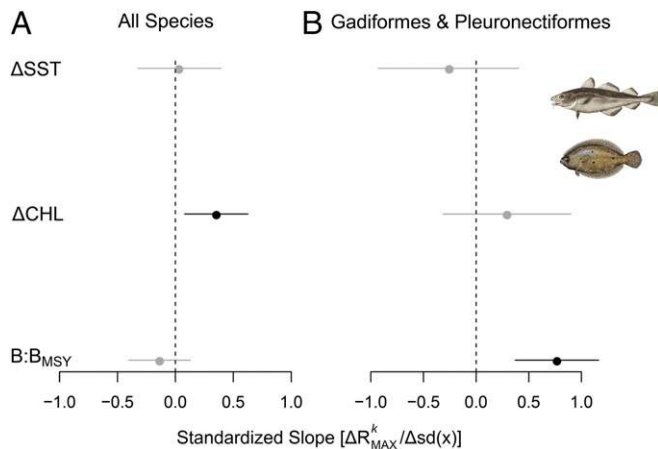 A All Species
B Gadiformes & Pleuronectiformes
ΔSST
ΔCHL
B:BMSY
−1.0 −0.5 0.0 0.5 1.0
−1.0 −0.5 0.0 0.5 1.0
Standardized Slope [ΔRᵏMAX/Δsd(x)]